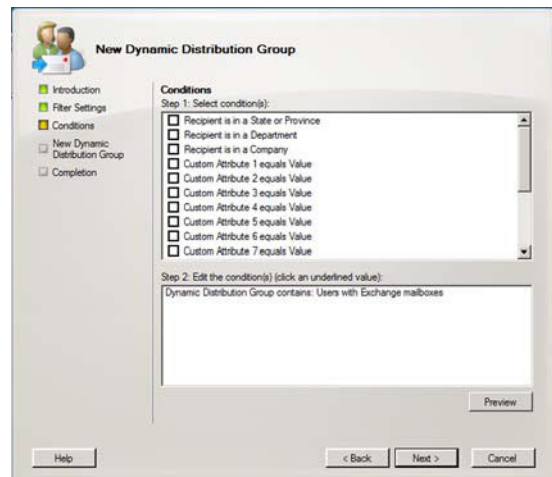 New Dynamic Distribution Group
Introduction
Filter Settings
Conditions
New Dynamic
Distribution Group
Completion
Conditions
Step 1: Select condition(s):
Recipient is in a State or Province
Recipient is in a Department
Recipient is in a Company
Custom Attribute 1 equals Value
Custom Attribute 2 equals Value
Custom Attribute 3 equals Value
Custom Attribute 4 equals Value
Custom Attribute 5 equals Value
Custom Attribute 6 equals Value
Custom Attribute 7 equals Value
Step 2: Edit the condition(s) (click an underlined value):
Dynamic Distribution Group contains: Users with Exchange mailboxes
Preview
Help
< Back
Next >
Cancel